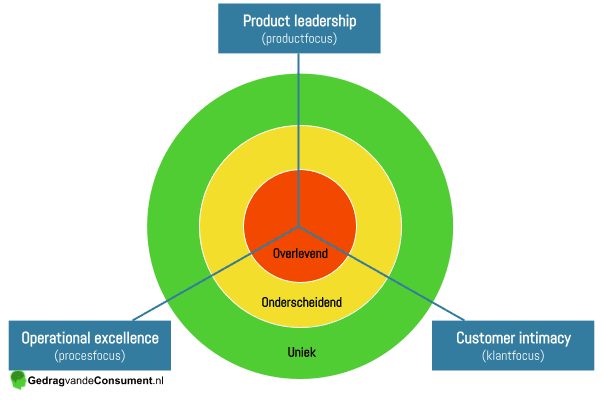 Product leadership
(productfocus)
Overlevend
Onderscheidend
Operational excellence
(procesfocus)
Customer intimacy
(klantfocus)
Uniek
GedragvandeConsument.nl